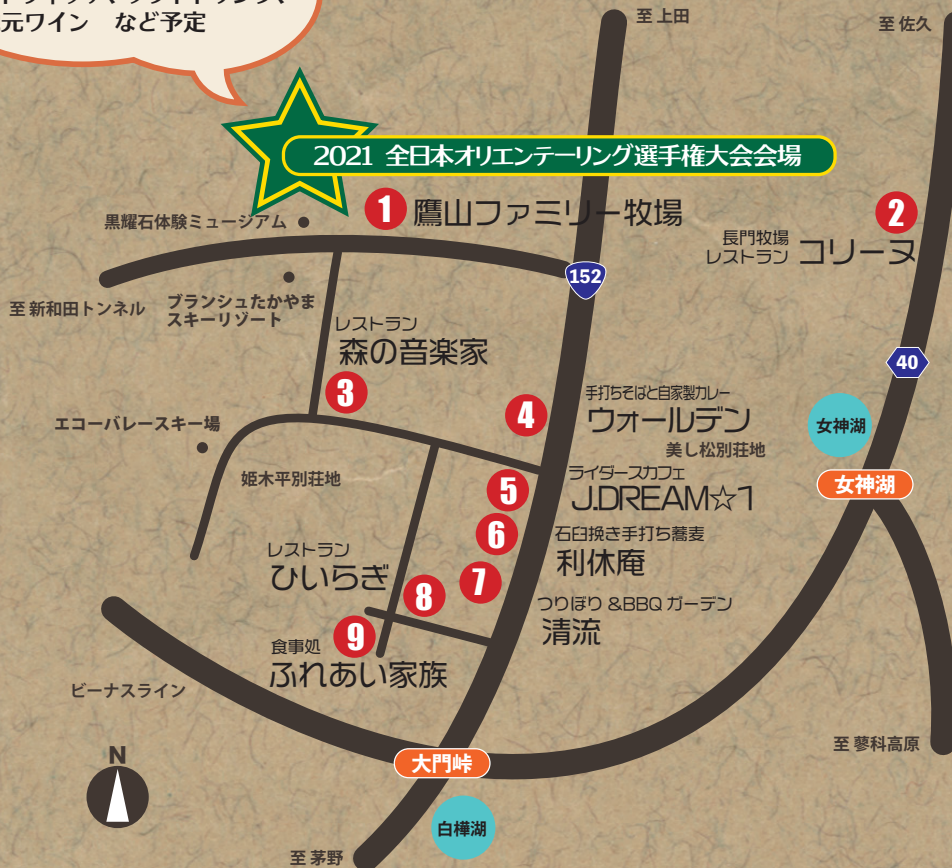 元ワイン　など予定
至 上田
至 佐久
2021 全日本オリエンテーリング選手権大会会場
1 鷹山ファミリー牧場
2
長門牧場
レストラン コリーヌ
黒耀石体験ミュージアム
152
至 新和田トンネル
ブランシュたかやま
スキーリゾート
レストラン
森の音楽家
3
40
4
手打ちそばと自家製カレー
ウォールデン
美し松別荘地
女神湖
女神湖
エコーバレースキー場
姫木平別荘地
5
ライダースカフェ
J.DREAM☆1
6
石臼挽き手打ち蕎麦
利休庵
レストラン
ひいらぎ
8
7
つりぼり &BBQ ガーデン
清流
9
食事処
ふれあい家族
ビーナスライン
大門峠
至 蓼科高原
N
白樺湖
至 茅野